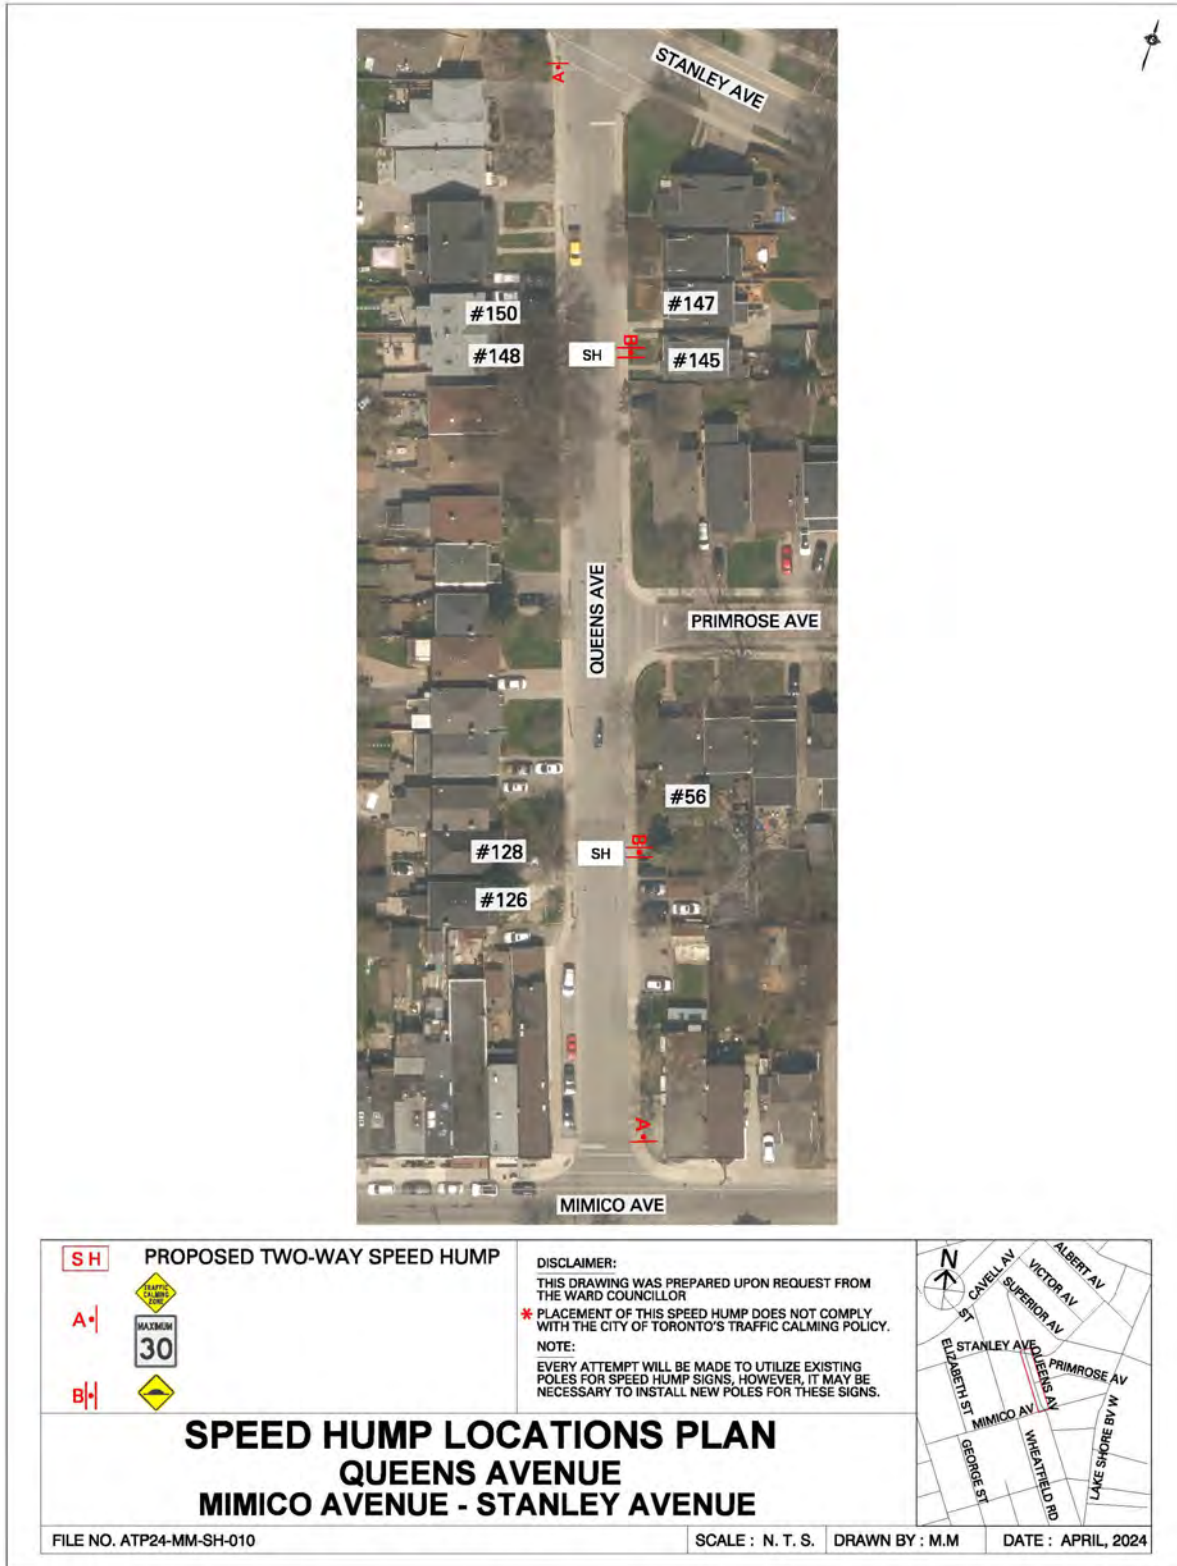 STANLEY AVE
A
#150
#147
B
#148
SH
#145
QUEENS AVE
PRIMROSE AVE
#56
B
#128
SH
#126
A
MIMICO AVE
SH PROPOSED TWO-WAY SPEED HUMP
TRAFFIC
CALMING
ZONE
A
MAXIMUM
30
B
DISCLAIMER:
THIS DRAWING WAS PREPARED UPON REQUEST FROM
THE WARD COUNCILLOR
* PLACEMENT OF THIS SPEED HUMP DOES NOT COMPLY
WITH THE CITY OF TORONTO'S TRAFFIC CALMING POLICY.
NOTE:
EVERY ATTEMPT WILL BE MADE TO UTILIZE EXISTING
POLES FOR SPEED HUMP SIGNS, HOWEVER, IT MAY BE
NECESSARY TO INSTALL NEW POLES FOR THESE SIGNS.
N
CAVELL AV
ALBERT AV
VICTOR AV
SUPERIOR AV
ST
STANLEY AVE
ELIZABETH ST
QUEENS AV
PRIMROSE AV
MIMICO AV
GEORGE ST
WHEATFIELD RD
LAKE SHORE BV W
SPEED HUMP LOCATIONS PLAN
QUEENS AVENUE
MIMICO AVENUE - STANLEY AVENUE
FILE NO. ATP24-MM-SH-010
SCALE : N. T. S.
DRAWN BY : M.M
DATE : APRIL, 2024